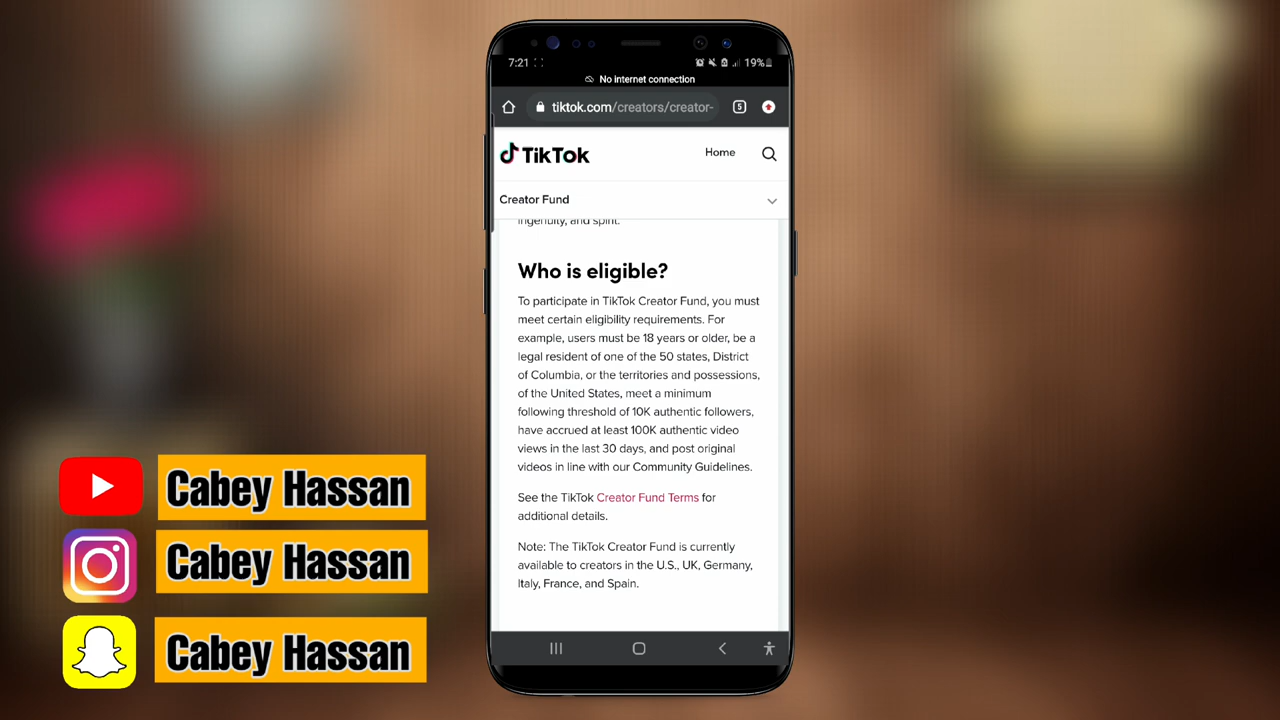 7:21
19%
No internet connection
tiktok.com/creators/creator-
5
TikTok
Home
Creator Fund
ingenuity, and spirit.
Who is eligible?
To participate in TikTok Creator Fund, you must
meet certain eligibility requirements. For
example, users must be 18 years or older, be a
legal resident of one of the 50 states, District
of Columbia, or the territories and possessions,
of the United States, meet a minimum
following threshold of 10K authentic followers,
have accrued at least 100K authentic video
views in the last 30 days, and post original
videos in line with our Community Guidelines.
See the TikTok Creator Fund Terms for
additional details.
Note: The TikTok Creator Fund is currently
available to creators in the U.S., UK, Germany,
Italy, France, and Spain.
Cabey Hassan
Cabey Hassan
Cabey Hassan